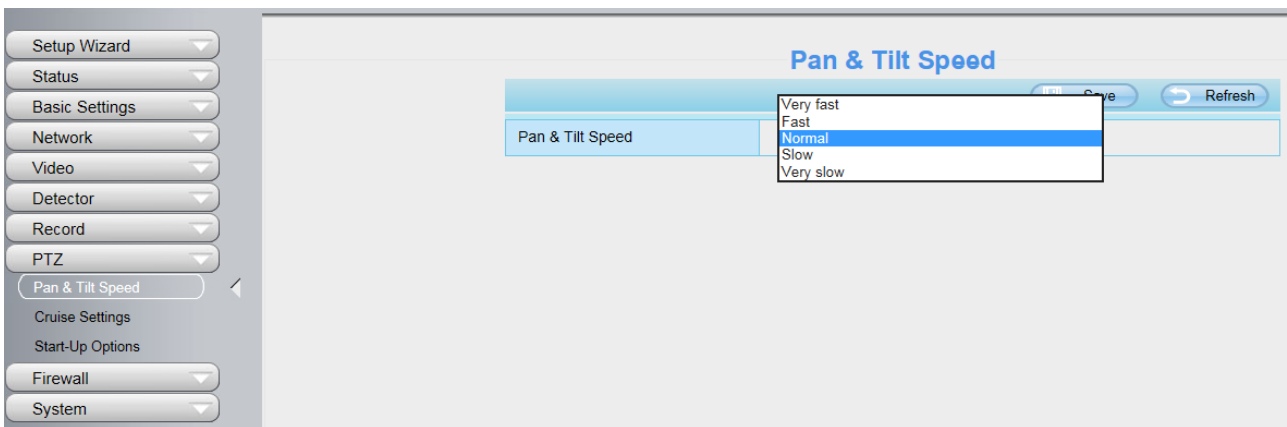 Setup Wizard
Status
Basic Settings
Network
Video
Detector
Record
PTZ
Pan & Tilt Speed
Cruise Settings
Start-Up Options
Firewall
System
Pan & Tilt Speed
Save
Refresh
Pan & Tilt Speed
Very fast
Fast
Normal
Slow
Very slow